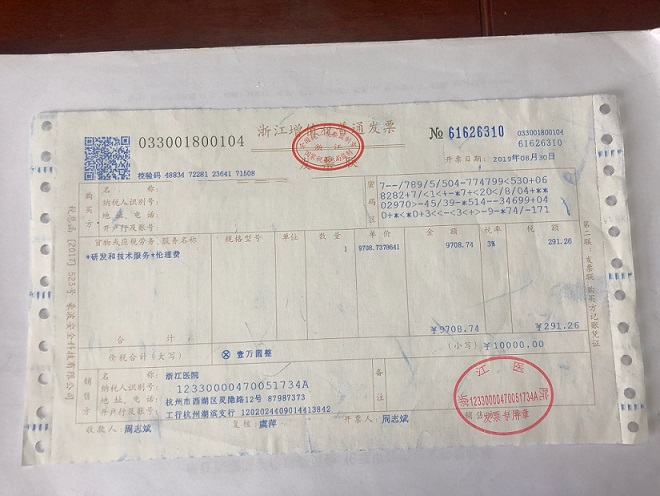 033001800104
浙江增值税普通发票
№ 61626310
033001800104
61626310
校验码 48834 72281 23641 71508
开票日期：2019年08月30日
购买方
名　　称：
纳税人识别号：
地 址、电 话：
开户行及账号：
密码区
7--/789/5/504-774799<530+06
8282+7/<1<+-*7+<20</8/04+**
02970>-45/39-*514--34699+04
0+*<*0+3<<-<3+>-9-*74/-171
货物或应税劳务、服务名称 规格型号 单位 数量 单价 金额 税率 税额
*研发和技术服务*伦理费 1 9708.7378641 9708.74 3% 291.26
合　　计 ￥9708.74 ￥291.26
价税合计（大写） ⊗ 壹万圆整 （小写）￥10000.00
销售方
名　　称：浙江医院
纳税人识别号：12330000470051734A
地 址、电 话：杭州市西湖区灵隐路12号 87987373
开户行及账号：工行杭州湖滨支行 1202024409014413842
备注
收款人：周志斌 复核：虞萍 开票人：周志斌
浙江医院
12330000470051734A
发票专用章
第二联：发票联 购买方记账凭证